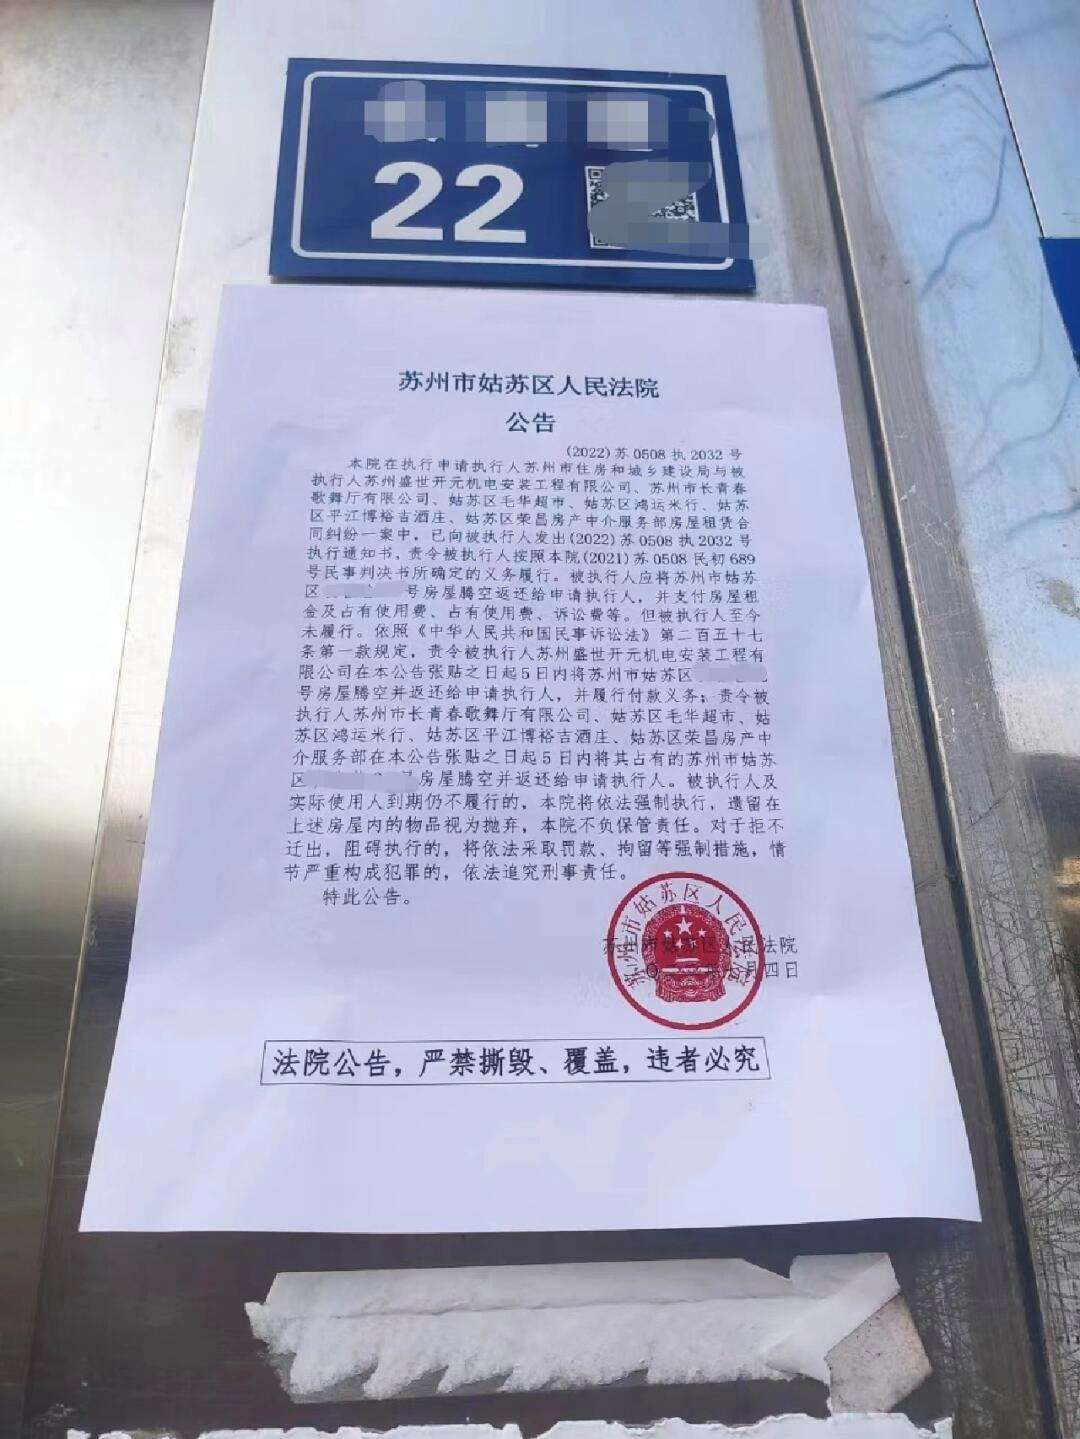 22
苏州市姑苏区人民法院
公告
(2022)苏0508执2032号
本院在执行申请执行人苏州市住房和城乡建设局与被
执行人苏州盛世开元机电安装工程有限公司、苏州市长青春
歌舞厅有限公司、姑苏区毛华超市、姑苏区鸿运米行、姑苏
区平江博裕吉酒庄、姑苏区荣昌房产中介服务部房屋租赁合
同纠纷一案中，已向被执行人发出(2022)苏0508执2032号
执行通知书，责令被执行人按照本院(2021)苏0508民初689
号民事判决书所确定的义务履行。被执行人应将苏州市姑苏
区 号房屋腾空返还给申请执行人，并支付房屋租
金及占有使用费、占有使用费、诉讼费等。但被执行人至今
未履行。依照《中华人民共和国民事诉讼法》第二百五十七
条第一款规定，责令被执行人苏州盛世开元机电安装工程有
限公司在本公告张贴之日起5日内将苏州市姑苏区
号房屋腾空并返还给申请执行人，并履行付款义务；责令被
执行人苏州市长青春歌舞厅有限公司、姑苏区毛华超市、姑
苏区鸿运米行、姑苏区平江博裕吉酒庄、姑苏区荣昌房产中
介服务部在本公告张贴之日起5日内将其占有的苏州市姑苏
区 号房屋腾空并返还给申请执行人。被执行人及
实际使用人到期仍不履行的，本院将依法强制执行，遗留在
上述房屋内的物品视为抛弃，本院不负保管责任。对于拒不
迁出，阻碍执行的，将依法采取罚款、拘留等强制措施，情
节严重构成犯罪的，依法追究刑事责任。
特此公告。
苏州市姑苏区人民法院
月四日
苏州市姑苏区人民法院
法院公告，严禁撕毁、覆盖，违者必究